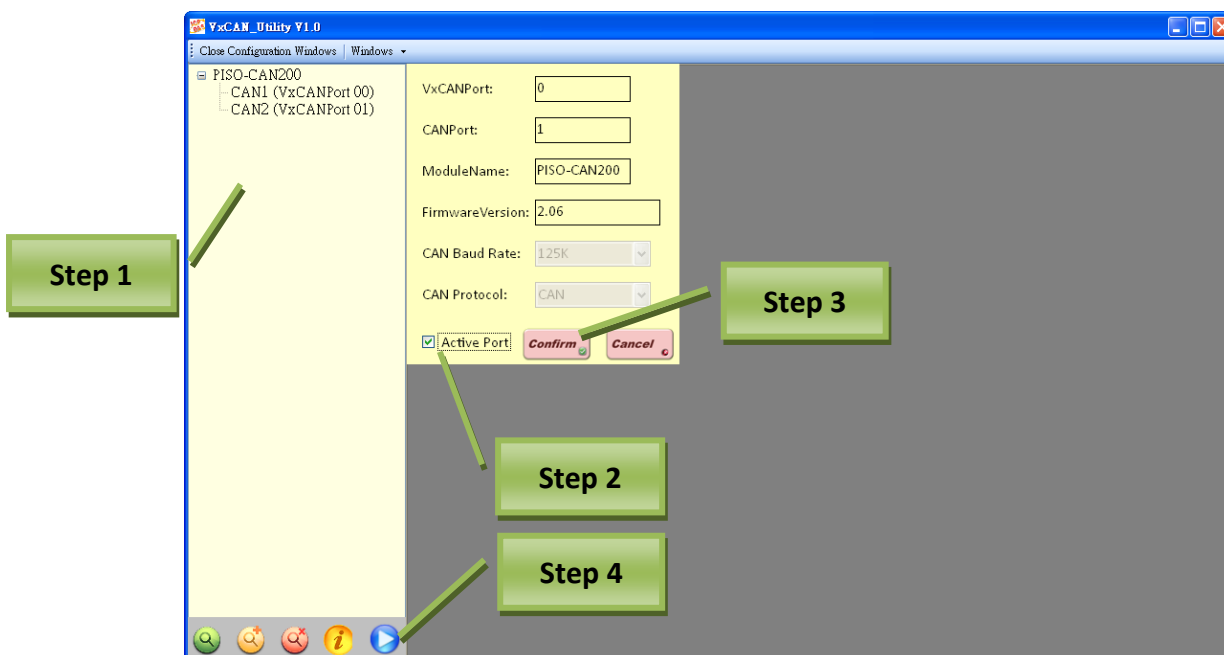 VxCAN_Utility V1.0
Close Configuration Windows Windows
PISO-CAN200
CAN1 (VxCANPort 00)
CAN2 (VxCANPort 01)
VxCANPort: 0
CANPort: 1
ModuleName: PISO-CAN200
FirmwareVersion: 2.06
CAN Baud Rate: 125K
CAN Protocol: CAN
Active Port Confirm Cancel
Step 1
Step 3
Step 2
Step 4
i